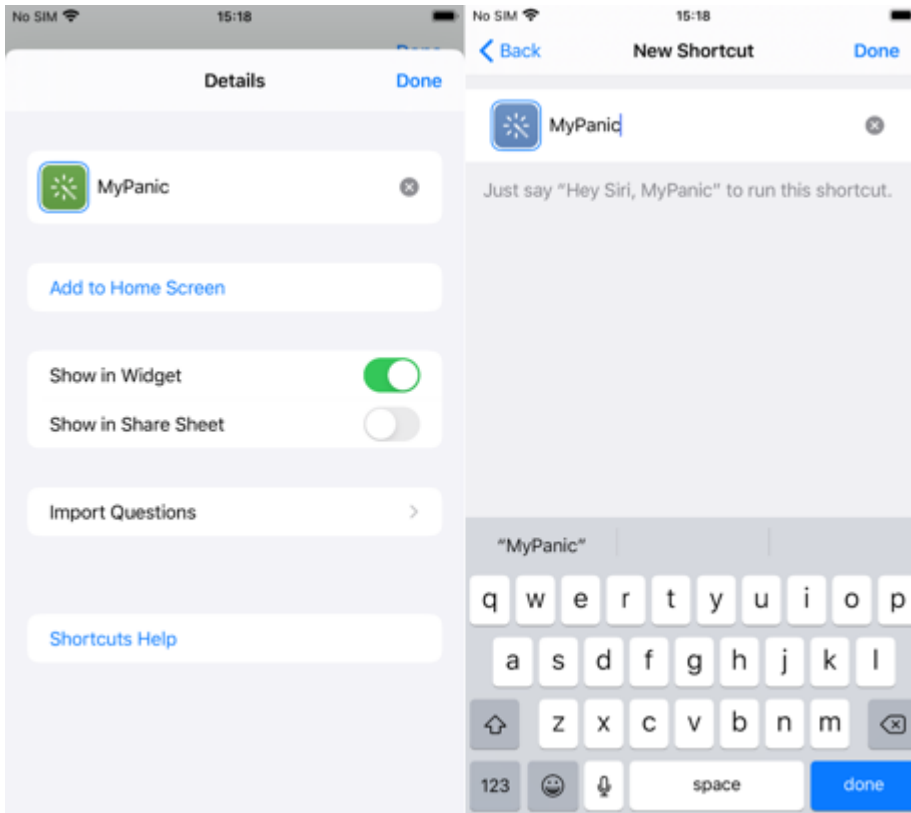 No SIM 15:18
Done
Details Done
MyPanic
Add to Home Screen
Show in Widget
Show in Share Sheet
Import Questions
Shortcuts Help
No SIM 15:18
Back New Shortcut Done
MyPanic
Just say "Hey Siri, MyPanic" to run this shortcut.
"MyPanic"
q w e r t y u i o p
a s d f g h j k l
z x c v b n m
123 space done